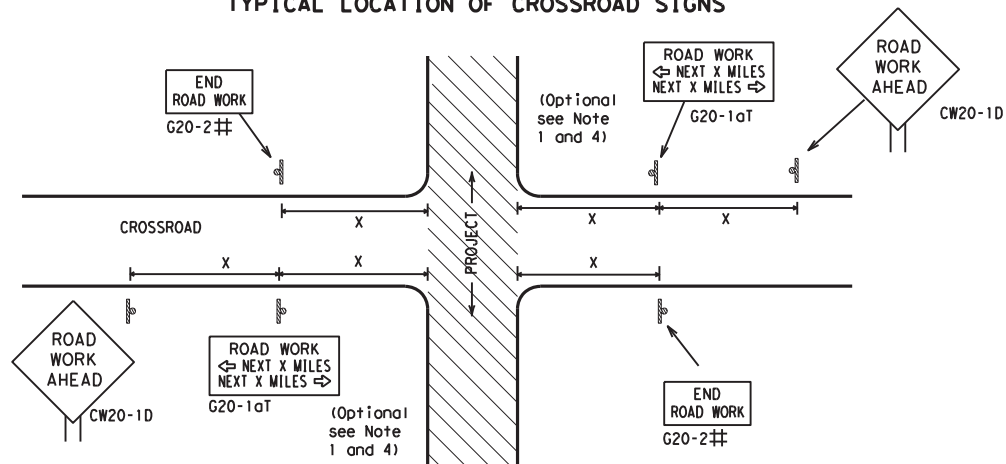 TYPICAL LOCATION OF CROSSROAD SIGNS
END
ROAD WORK
G20-2#
(Optional
see Note
1 and 4)
ROAD WORK
⇦ NEXT X MILES
NEXT X MILES ⇨
G20-1aT
ROAD
WORK
AHEAD
CW20-1D
CROSSROAD
X
X
X
PROJECT
X
X
X
ROAD
WORK
AHEAD
CW20-1D
ROAD WORK
⇦ NEXT X MILES
NEXT X MILES ⇨
G20-1aT
(Optional
see Note
1 and 4)
END
ROAD WORK
G20-2#